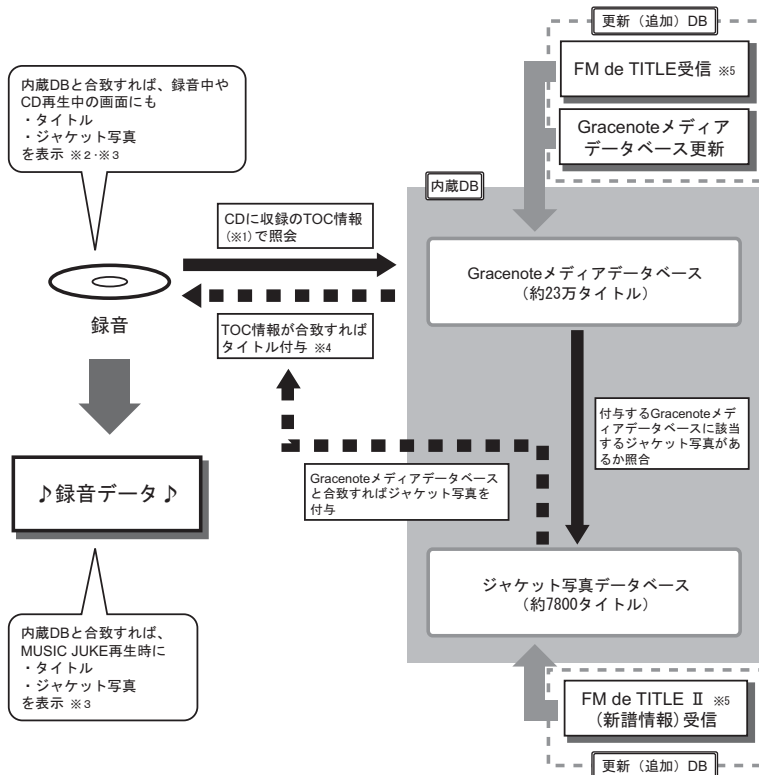 更新（追加）DB
FM de TITLE受信 ※5
Gracenoteメディア
データベース更新
内蔵DBと合致すれば、録音中や
CD再生中の画面にも
・タイトル
・ジャケット写真
を表示 ※2･※3
内蔵DB
CDに収録のTOC情報
(※1)で照会
Gracenoteメディアデータベース
（約23万タイトル）
録音
TOC情報が合致すれば
タイトル付与 ※4
付与するGracenoteメデ
ィアデータベースに該当
するジャケット写真があ
るか照合
♪録音データ♪
Gracenoteメディアデータベース
と合致すればジャケット写真を
付与
ジャケット写真データベース
（約7800タイトル）
内蔵DBと合致すれば、
MUSIC JUKE再生時に
・タイトル
・ジャケット写真
を表示 ※3
FM de TITLE Ⅱ ※5
（新譜情報）受信
更新（追加）DB